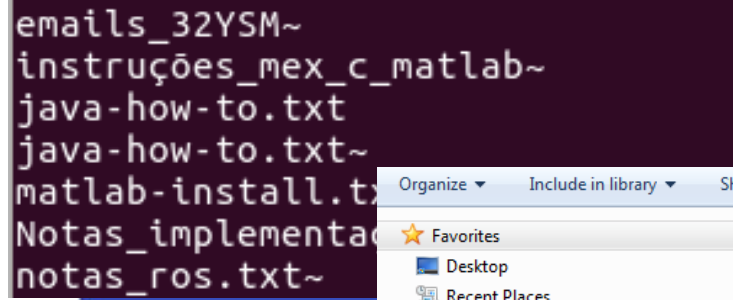 emails_32YSM~
instruções_mex_c_matlab~
java-how-to.txt
java-how-to.txt~
matlab-install.tx
Notas_implementac
notas_ros.txt~
Organize Include in library
Favorites
Desktop
Recent Places